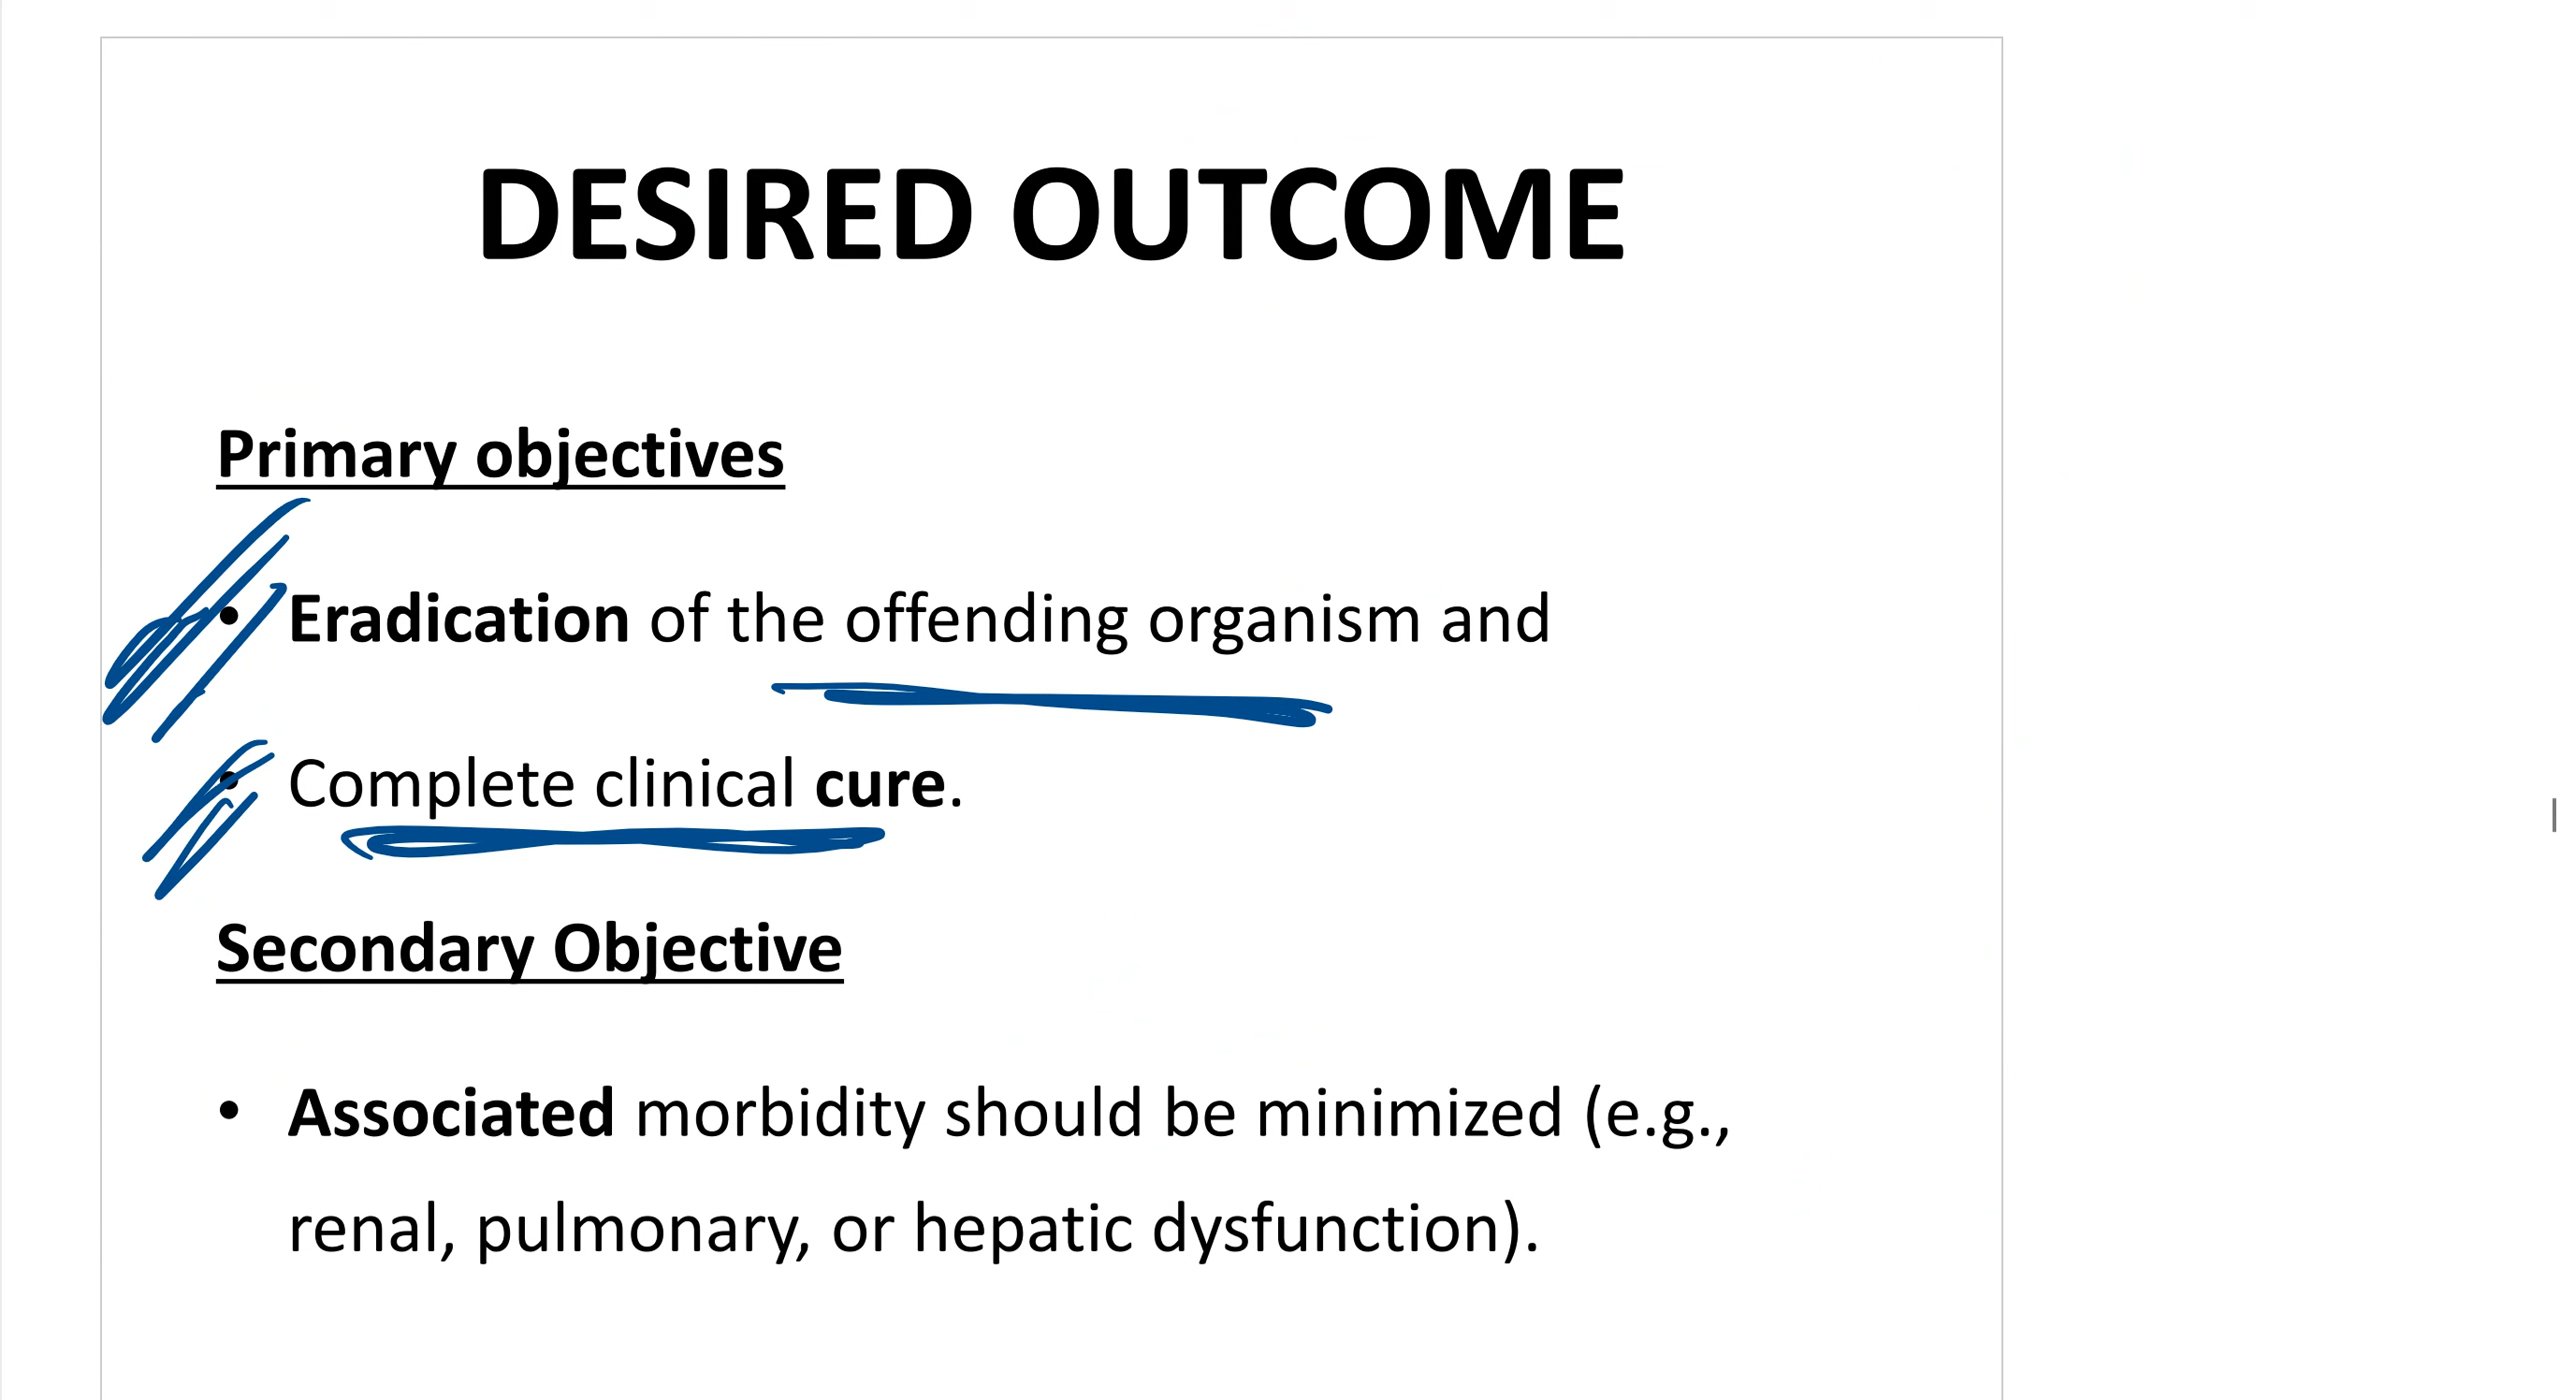 DESIRED OUTCOME
Primary objectives
• Eradication of the offending organism and
• Complete clinical cure.
Secondary Objective
• Associated morbidity should be minimized (e.g.,
renal, pulmonary, or hepatic dysfunction).